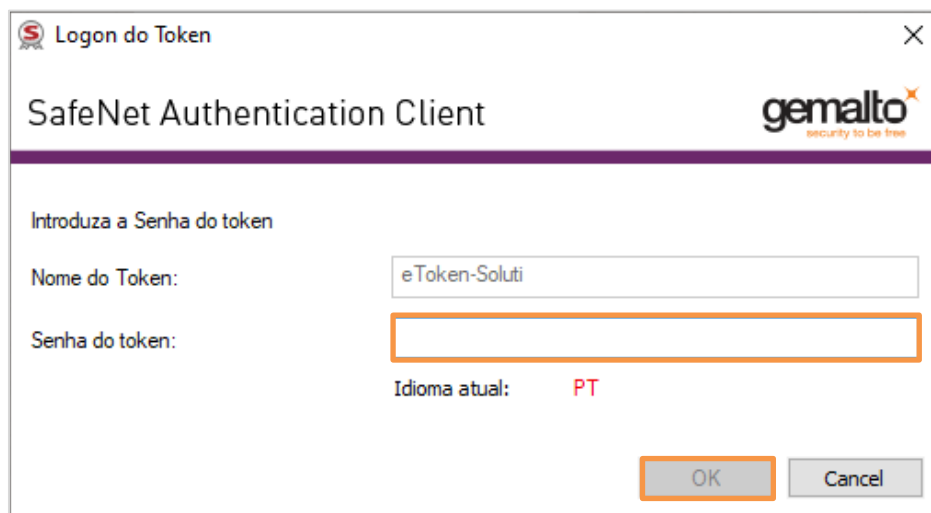 Logon do Token
SafeNet Authentication Client
gemalto
security to be free
Introduza a Senha do token
Nome do Token: eToken-Soluti
Senha do token:
Idioma atual: PT
OK Cancel